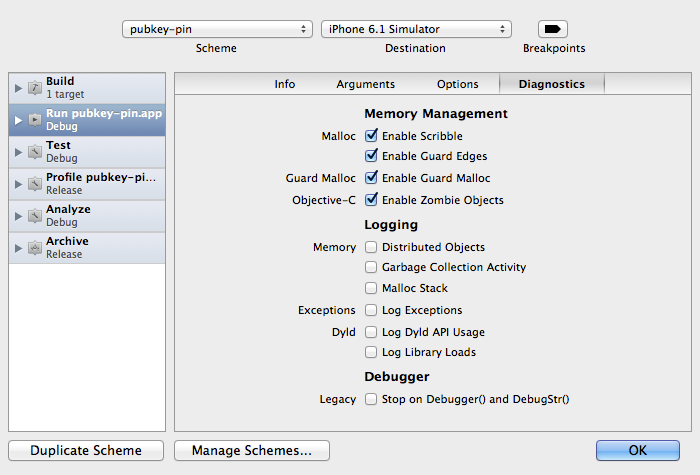 pubkey-pin
iPhone 6.1 Simulator
Scheme
Destination
Breakpoints
Build
1 target
Run pubkey-pin.app
Debug
Test
Debug
Profile pubkey-pi...
Release
Analyze
Debug
Archive
Release
Info
Arguments
Options
Diagnostics
Memory Management
Malloc
Enable Scribble
Enable Guard Edges
Guard Malloc
Enable Guard Malloc
Objective-C
Enable Zombie Objects
Logging
Memory
Distributed Objects
Garbage Collection Activity
Malloc Stack
Exceptions
Log Exceptions
Dyld
Log Dyld API Usage
Log Library Loads
Debugger
Legacy
Stop on Debugger() and DebugStr()
Duplicate Scheme
Manage Schemes...
OK